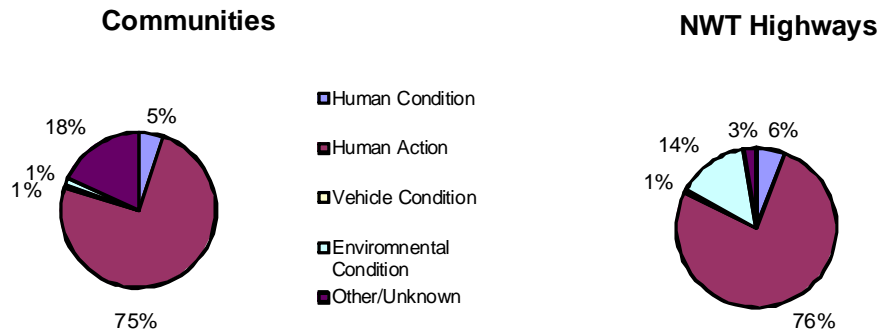 Communities
NWT Highways
Human Condition
Human Action
Vehicle Condition
Enviromnental
Condition
Other/Unknown
5%
18%
1%
1%
75%
3%
6%
14%
1%
76%